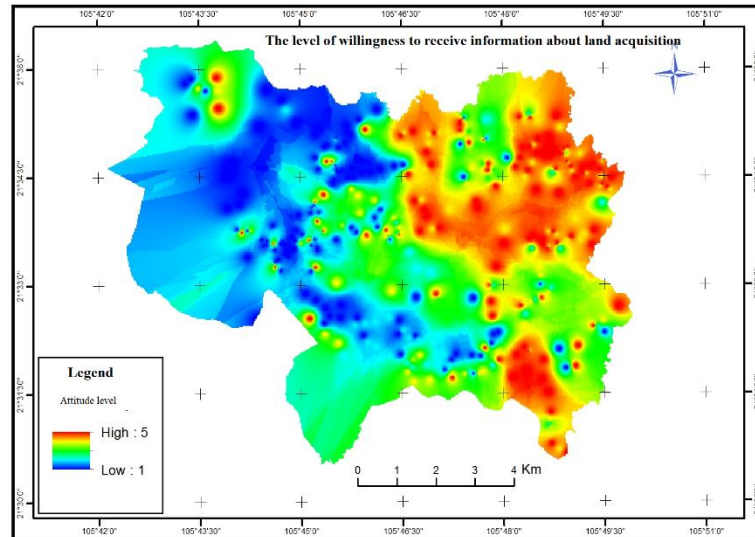 105°42'0" 105°43'30" 105°45'0" 105°46'30" 105°48'0" 105°49'30" 105°51'0"
The level of willingness to receive information about land acquisition
N
21°36'0"
21°34'30"
21°33'0"
21°31'30"
21°30'0"
Legend
Attitude level
High : 5
Low : 1
0 1 2 3 4 Km
105°42'0" 105°43'30" 105°45'0" 105°46'30" 105°48'0" 105°49'30" 105°51'0"